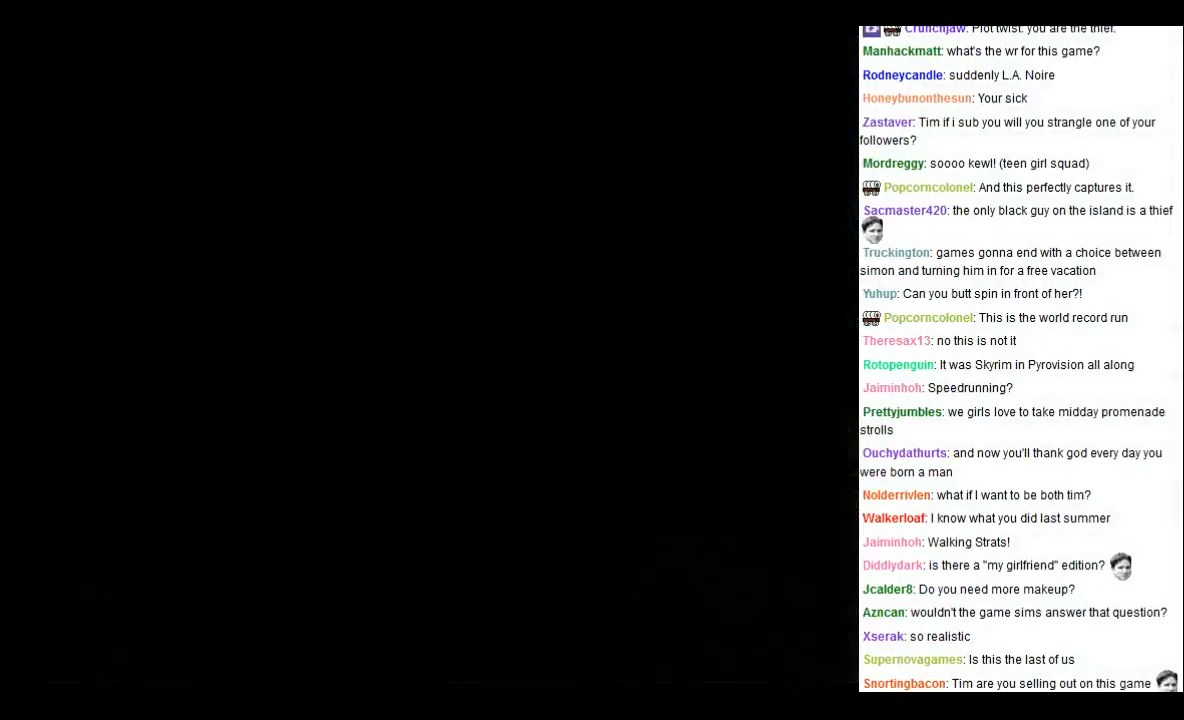 Crunchjaw: Plot twist: you are the thief.
Manhackmatt: what's the wr for this game?
Rodneycandle: suddenly L.A. Noire
Honeybunonthesun: Your sick
Zastaver: Tim if i sub you will you strangle one of your
followers?
Mordreggy: soooo kewl! (teen girl squad)
Popcorncolonel: And this perfectly captures it.
Sacmaster420: the only black guy on the island is a thief
Truckington: games gonna end with a choice between
simon and turning him in for a free vacation
Yuhup: Can you butt spin in front of her?!
Popcorncolonel: This is the world record run
Theresax13: no this is not it
Rotopenguin: It was Skyrim in Pyrovision all along
Jaiminhoh: Speedrunning?
Prettyjumbles: we girls love to take midday promenade
strolls
Ouchydathurts: and now you'll thank god every day you
were born a man
Nolderrivlen: what if I want to be both tim?
Walkerloaf: I know what you did last summer
Jaiminhoh: Walking Strats!
Diddlydark: is there a "my girlfriend" edition?
Jcalder8: Do you need more makeup?
Azncan: wouldn't the game sims answer that question?
Xserak: so realistic
Supernovagames: Is this the last of us
Snortingbacon: Tim are you selling out on this game